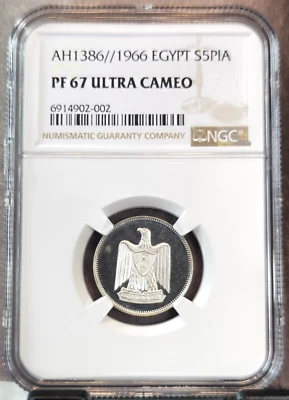 AH1386//1966 EGYPT S5PIA
PF 67 ULTRA CAMEO
6914902-002
NUMISMATIC GUARANTY COMPANY
NGC